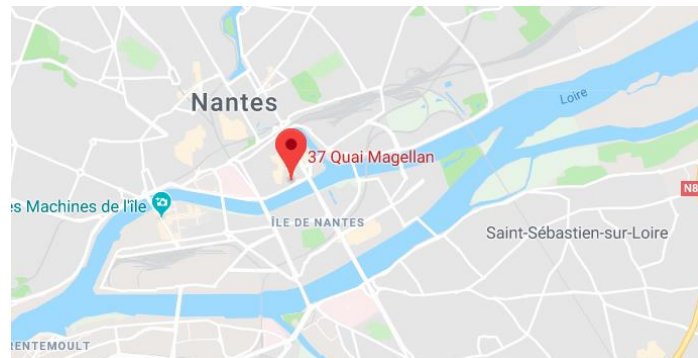 Loire
Nantes
37 Quai Magellan
N8
es Machines de l'île
ÎLE DE NANTES
Saint-Sébastien-sur-Loire
RENTEMOULT